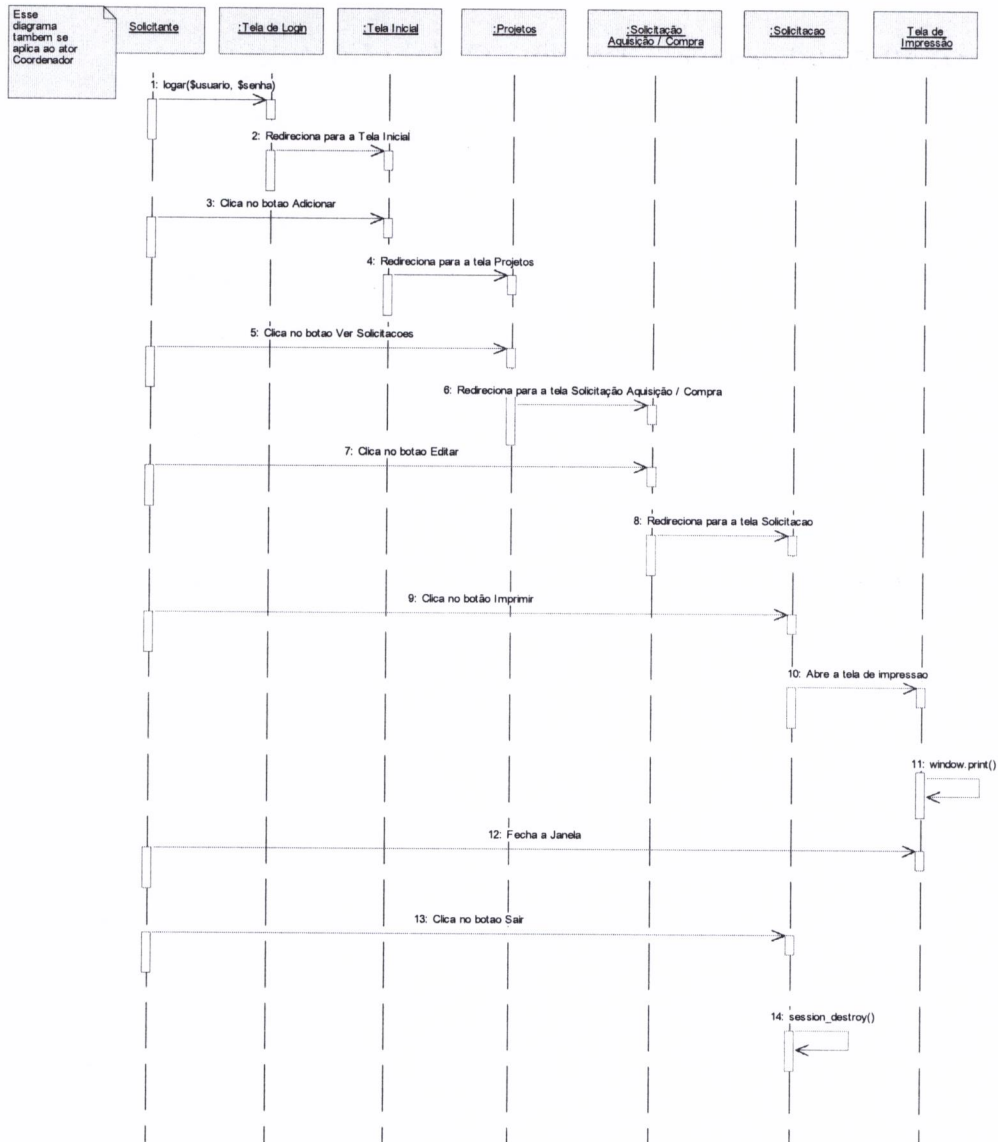 Esse
diagrama
tambem se
aplica ao ator
Coordenador
Solicitante
:Tela de Login
:Tela Inicial
:Projetos
:Solicitação
Aquisição / Compra
:Solicitacao
Tela de
Impressão
1: logar($usuario, $senha)
2: Redireciona para a Tela Inicial
3: Clica no botao Adicionar
4: Redireciona para a tela Projetos
5: Clica no botao Ver Solicitacoes
6: Redireciona para a tela Solicitação Aquisição / Compra
7: Clica no botao Editar
8: Redireciona para a tela Solicitacao
9: Clica no botão Imprimir
10: Abre a tela de impressao
11: window.print()
12: Fecha a Janela
13: Clica no botao Sair
14: session_destroy()